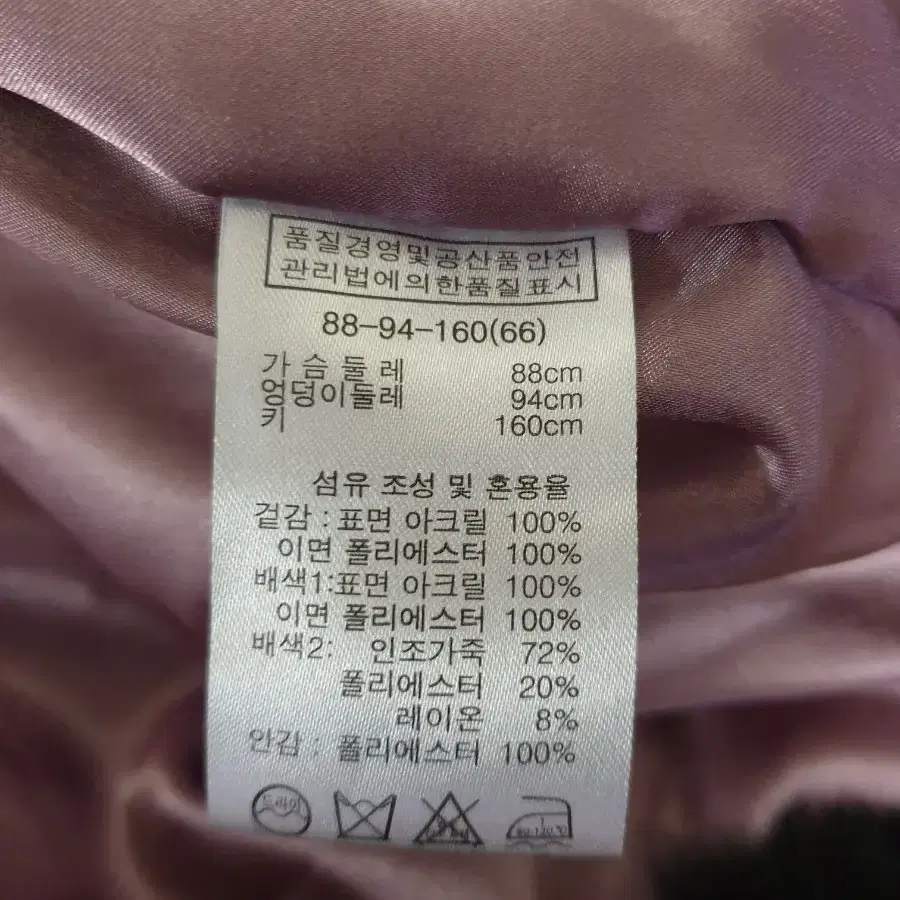 품질경영및공산품안전
관리법에의한품질표시
88-94-160(66)
가슴둘레 88cm
엉덩이둘레 94cm
키 160cm
섬유 조성 및 혼용율
겉감 : 표면 아크릴 100%
이면 폴리에스터 100%
배색1:표면 아크릴 100%
이면 폴리에스터 100%
배색2: 인조가죽 72%
폴리에스터 20%
레이온 8%
안감 : 폴리에스터 100%
드라이